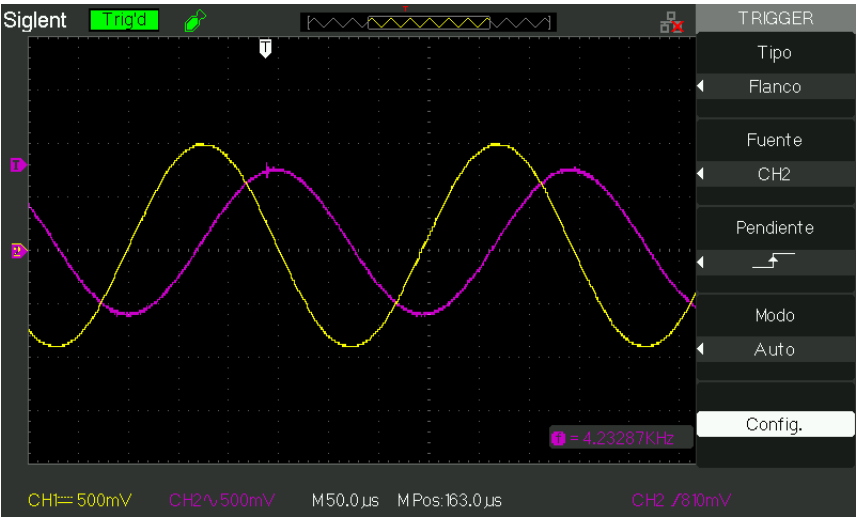 Siglent Trig'd TRIGGER
T
Tipo
Flanco
Fuente
CH2
Pendiente
Modo
Auto
Config.
T
f = 4.23287KHz
CH1 500mV CH2 500mV M50.0µs M Pos:163.0µs CH2 /810mV